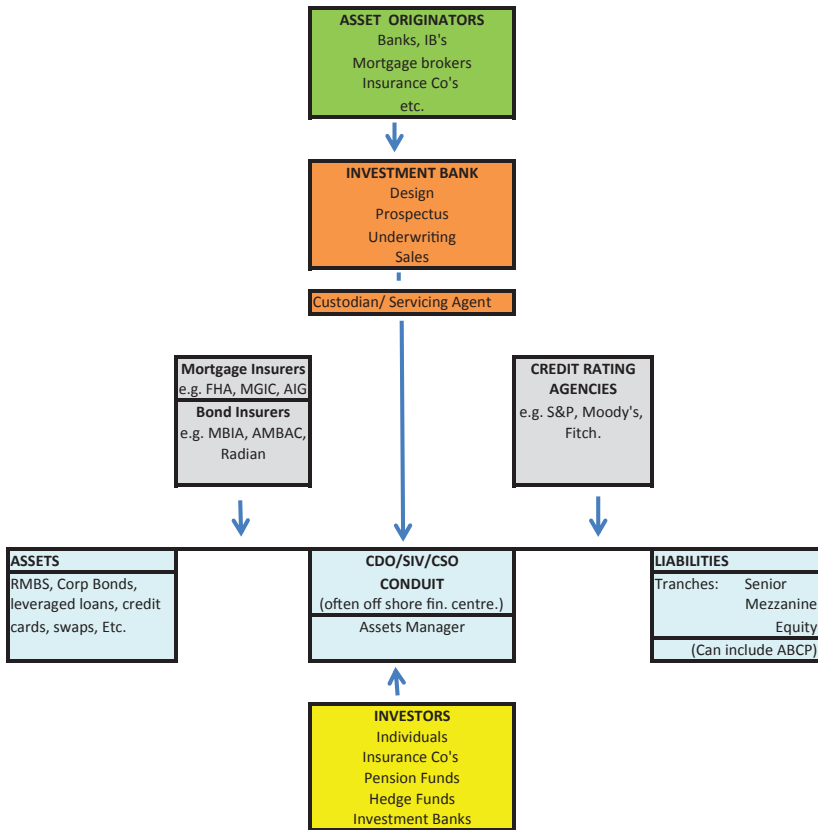 ASSET ORIGINATORS
Banks, IB's
Mortgage brokers
Insurance Co's
etc.
INVESTMENT BANK
Design
Prospectus
Underwriting
Sales
Custodian/ Servicing Agent
Mortgage Insurers
e.g. FHA, MGIC, AIG
Bond Insurers
e.g. MBIA, AMBAC,
Radian
CREDIT RATING
AGENCIES
e.g. S&P, Moody's,
Fitch.
ASSETS
RMBS, Corp Bonds,
leveraged loans, credit
cards, swaps, Etc.
CDO/SIV/CSO
CONDUIT
(often off shore fin. centre.)
Assets Manager
LIABILITIES
Tranches: Senior
Mezzanine
Equity
(Can include ABCP)
INVESTORS
Individuals
Insurance Co's
Pension Funds
Hedge Funds
Investment Banks